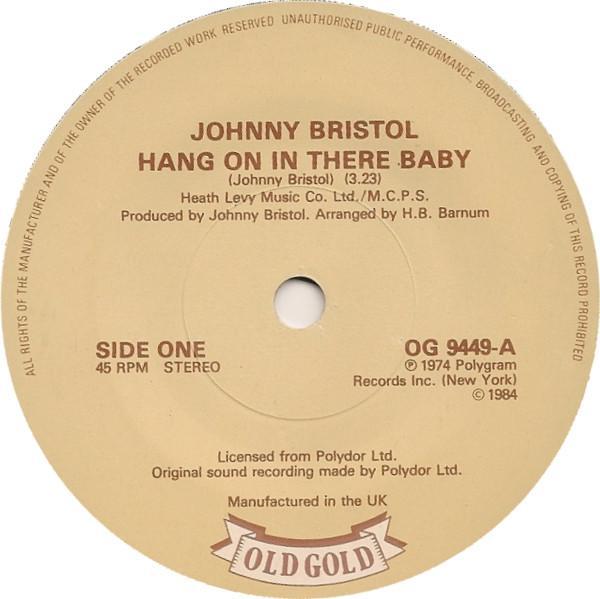 ALL RIGHTS OF THE MANUFACTURER AND OF THE OWNER OF THE RECORDED WORK RESERVED UNAUTHORISED PUBLIC PERFORMANCE, BROADCASTING AND COPYING OF THIS RECORD PROHIBITED
JOHNNY BRISTOL
HANG ON IN THERE BABY
(Johnny Bristol) (3.23)
Heath Levy Music Co. Ltd./M.C.P.S.
Produced by Johnny Bristol. Arranged by H.B. Barnum
SIDE ONE
45 RPM STEREO
OG 9449-A
℗ 1974 Polygram
Records Inc. (New York)
© 1984
Licensed from Polydor Ltd.
Original sound recording made by Polydor Ltd.
Manufactured in the UK
OLD GOLD